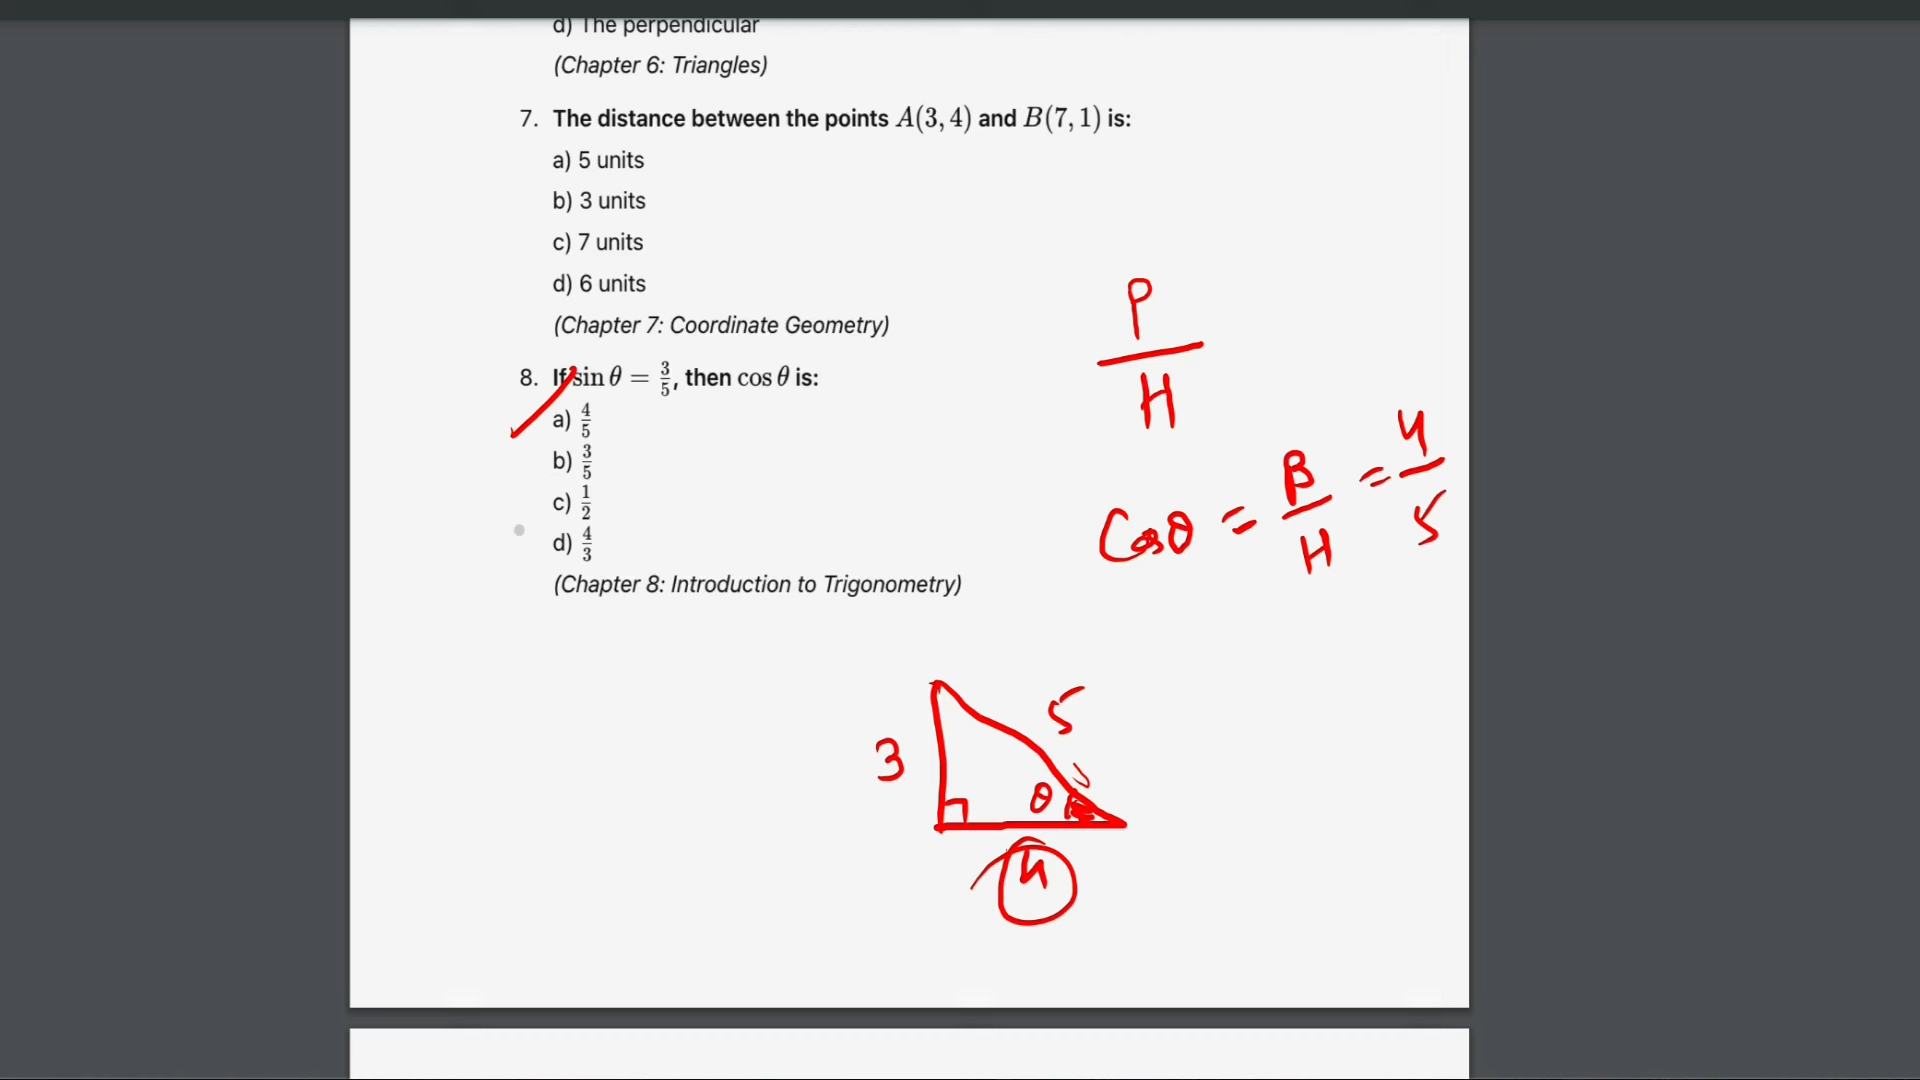 d) The perpendicular
(Chapter 6: Triangles)
7. The distance between the points A(3, 4) and B(7, 1) is:
a) 5 units
b) 3 units
c) 7 units
d) 6 units
(Chapter 7: Coordinate Geometry)
8. If sin θ = 3/5, then cos θ is:
a) 4/5
b) 3/5
c) 1/2
d) 4/3
(Chapter 8: Introduction to Trigonometry)
P/H
Cosθ = B/H = 4/5
5
3
θ
4